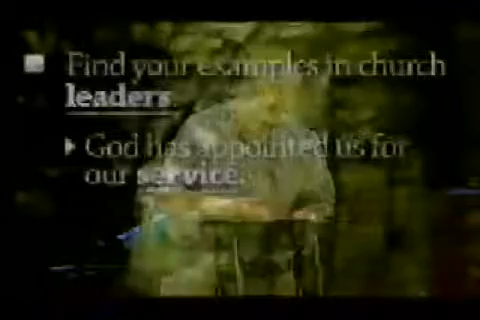 Find your examples in church
leaders.
God has appointed us for
our service.